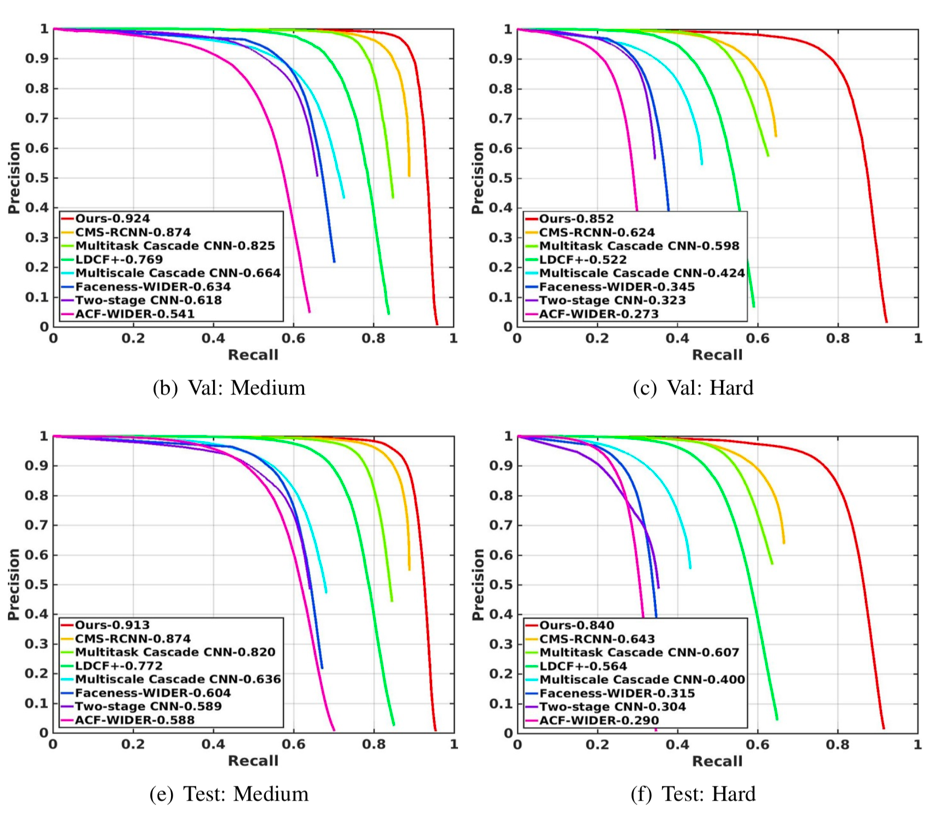 Precision
1
0.9
0.8
0.7
0.6
0.5
0.4
0.3
0.2
0.1
0
Ours-0.924
CMS-RCNN-0.874
Multitask Cascade CNN-0.825
LDCF+-0.769
Multiscale Cascade CNN-0.664
Faceness-WIDER-0.634
Two-stage CNN-0.618
ACF-WIDER-0.541
0 0.2 0.4 0.6 0.8 1
Recall
(b) Val: Medium
Precision
1
0.9
0.8
0.7
0.6
0.5
0.4
0.3
0.2
0.1
0
Ours-0.852
CMS-RCNN-0.624
Multitask Cascade CNN-0.598
LDCF+-0.522
Multiscale Cascade CNN-0.424
Faceness-WIDER-0.345
Two-stage CNN-0.323
ACF-WIDER-0.273
0 0.2 0.4 0.6 0.8 1
Recall
(c) Val: Hard
Precision
1
0.9
0.8
0.7
0.6
0.5
0.4
0.3
0.2
0.1
0
Ours-0.913
CMS-RCNN-0.874
Multitask Cascade CNN-0.820
LDCF+-0.772
Multiscale Cascade CNN-0.636
Faceness-WIDER-0.604
Two-stage CNN-0.589
ACF-WIDER-0.588
0 0.2 0.4 0.6 0.8 1
Recall
(e) Test: Medium
Precision
1
0.9
0.8
0.7
0.6
0.5
0.4
0.3
0.2
0.1
0
Ours-0.840
CMS-RCNN-0.643
Multitask Cascade CNN-0.607
LDCF+-0.564
Multiscale Cascade CNN-0.400
Faceness-WIDER-0.315
Two-stage CNN-0.304
ACF-WIDER-0.290
0 0.2 0.4 0.6 0.8 1
Recall
(f) Test: Hard